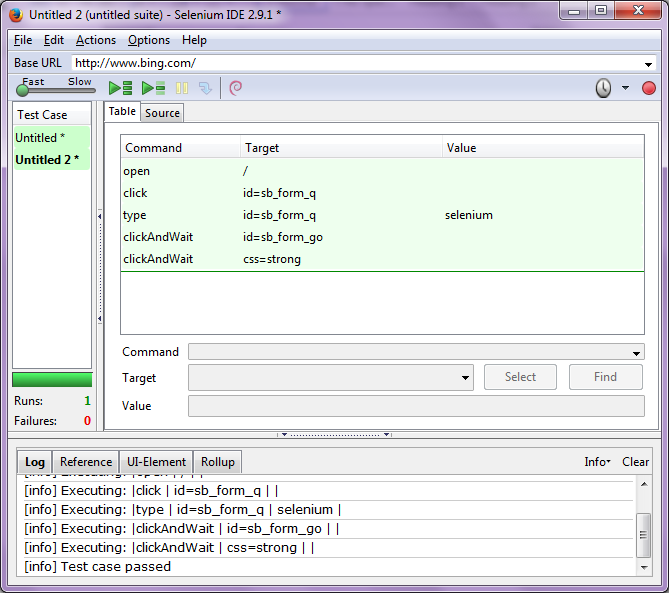 Untitled 2 (untitled suite) - Selenium IDE 2.9.1 *
File Edit Actions Options Help
Base URL http://www.bing.com/
Fast Slow
Test Case
Untitled *
Untitled 2 *
Runs: 1
Failures: 0
Table Source
Command Target Value
open /
click id=sb_form_q
type id=sb_form_q selenium
clickAndWait id=sb_form_go
clickAndWait css=strong
Command
Target Select Find
Value
Log Reference UI-Element Rollup Info Clear
[info] Executing: |open | / | |
[info] Executing: |click | id=sb_form_q | |
[info] Executing: |type | id=sb_form_q | selenium |
[info] Executing: |clickAndWait | id=sb_form_go | |
[info] Executing: |clickAndWait | css=strong | |
[info] Test case passed